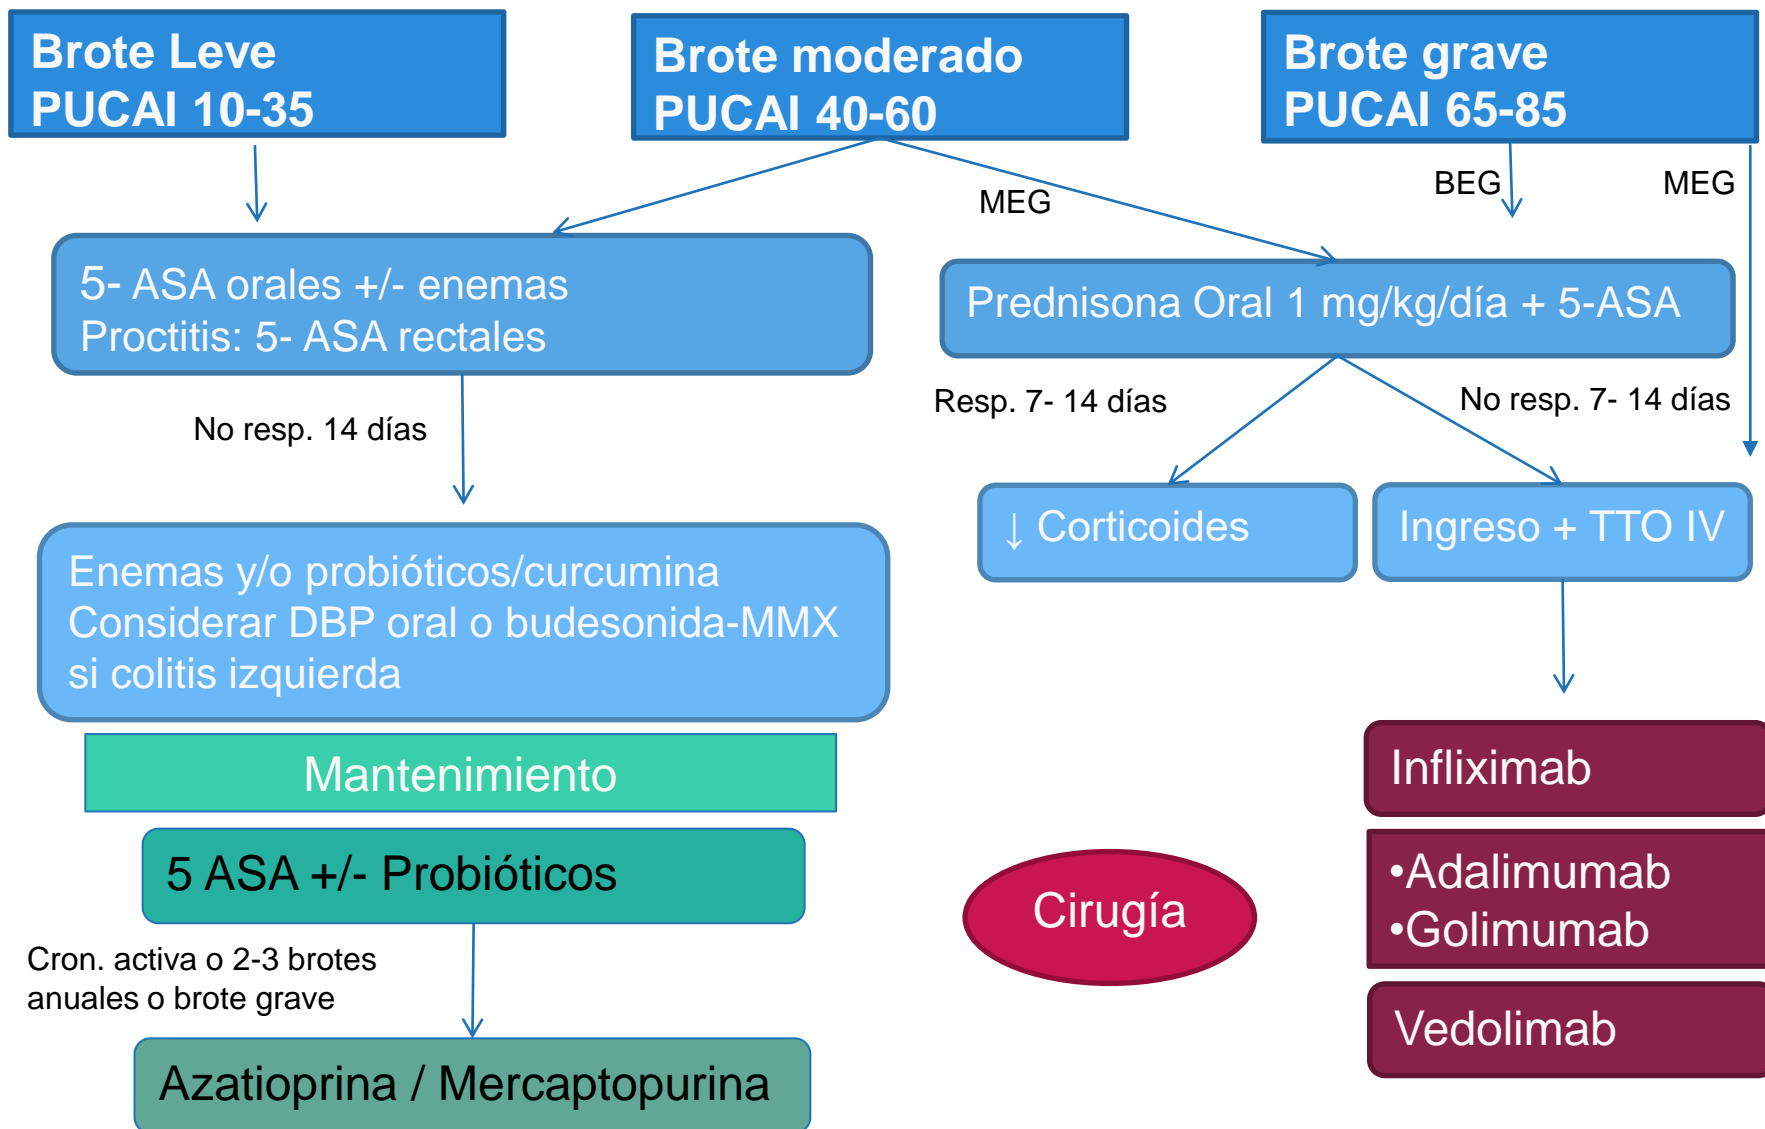 Brote Leve
PUCAI 10-35
Brote moderado
PUCAI 40-60
Brote grave
PUCAI 65-85
MEG
BEG
MEG
5- ASA orales +/- enemas
Proctitis: 5- ASA rectales
Prednisona Oral 1 mg/kg/día + 5-ASA
No resp. 14 días
Resp. 7- 14 días
No resp. 7- 14 días
↓ Corticoides
Ingreso + TTO IV
Enemas y/o probióticos/curcumina
Considerar DBP oral o budesonida-MMX
si colitis izquierda
Mantenimiento
5 ASA +/- Probióticos
Cron. activa o 2-3 brotes
anuales o brote grave
Azatioprina / Mercaptopurina
Cirugía
Infliximab
•Adalimumab
•Golimumab
Vedolimab